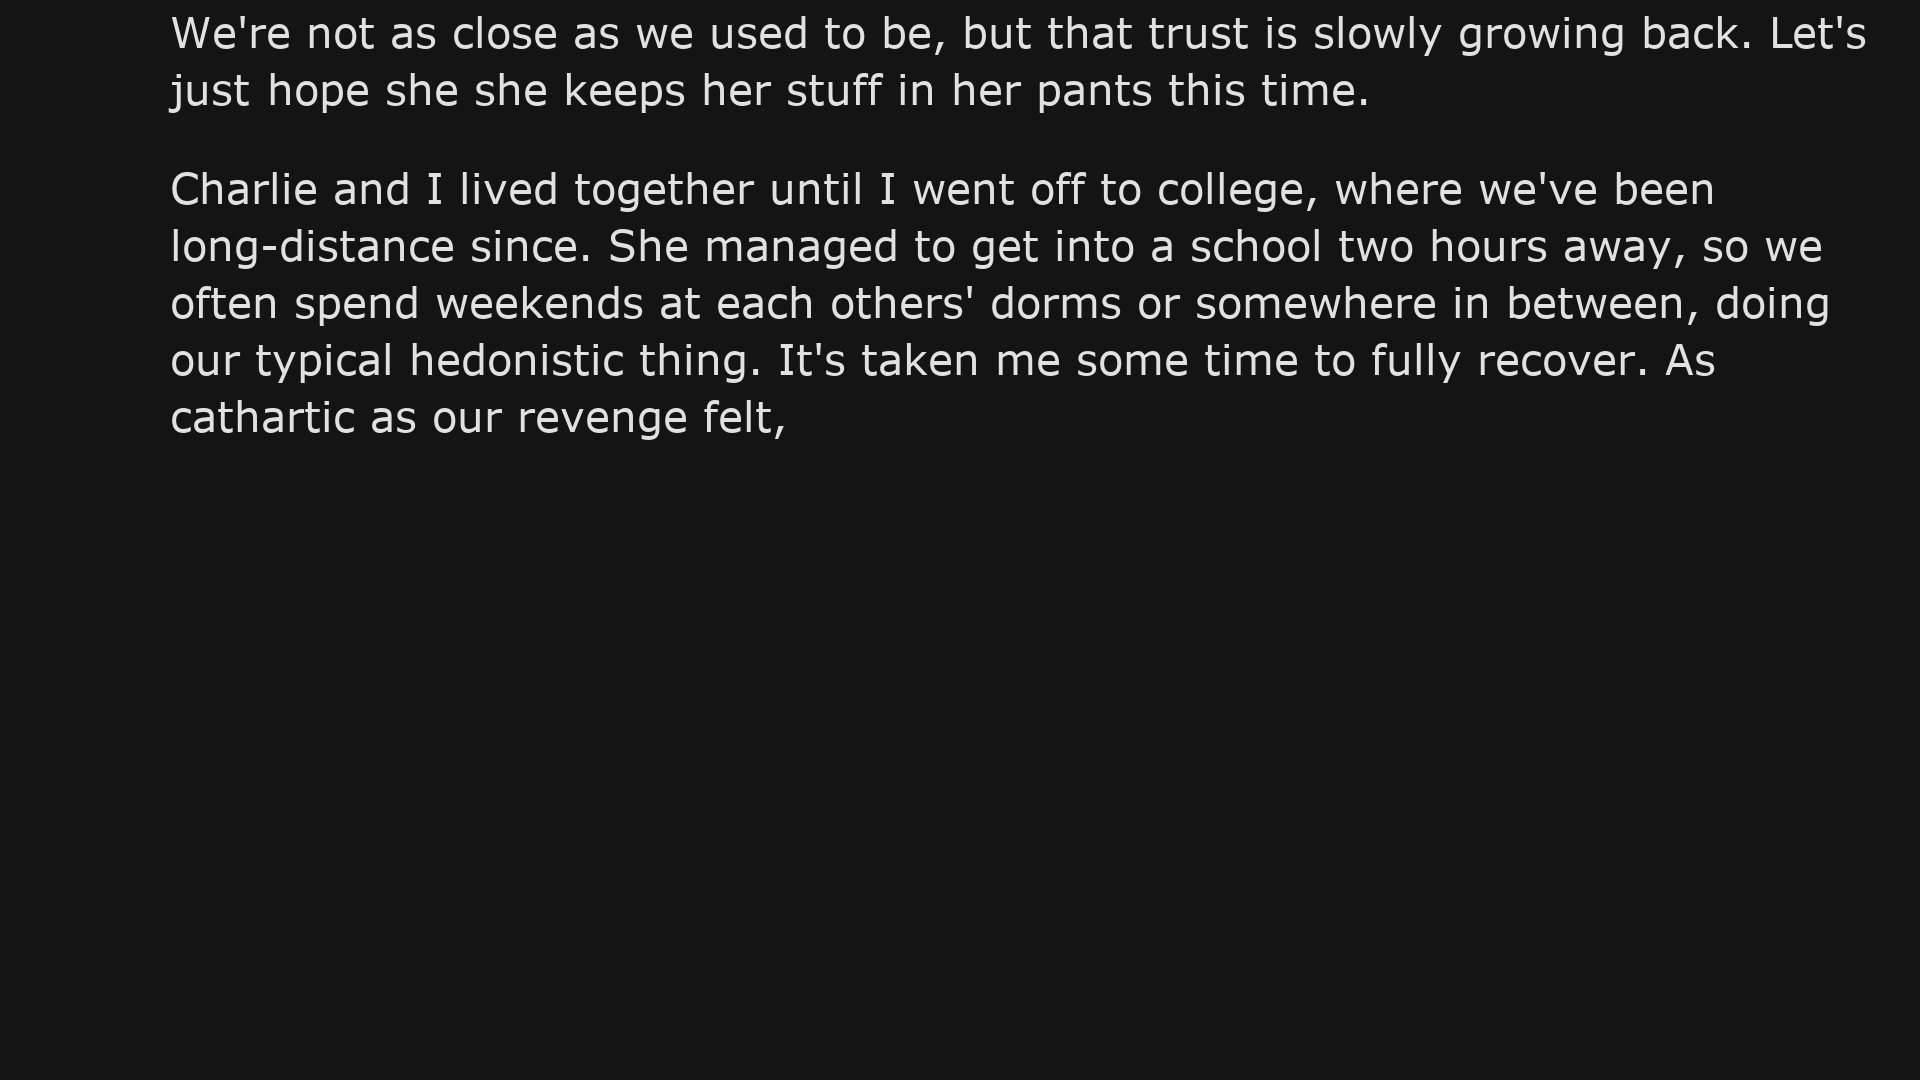 We're not as close as we used to be, but that trust is slowly growing back. Let's
just hope she she keeps her stuff in her pants this time.
Charlie and I lived together until I went off to college, where we've been
long-distance since. She managed to get into a school two hours away, so we
often spend weekends at each others' dorms or somewhere in between, doing
our typical hedonistic thing. It's taken me some time to fully recover. As
cathartic as our revenge felt,